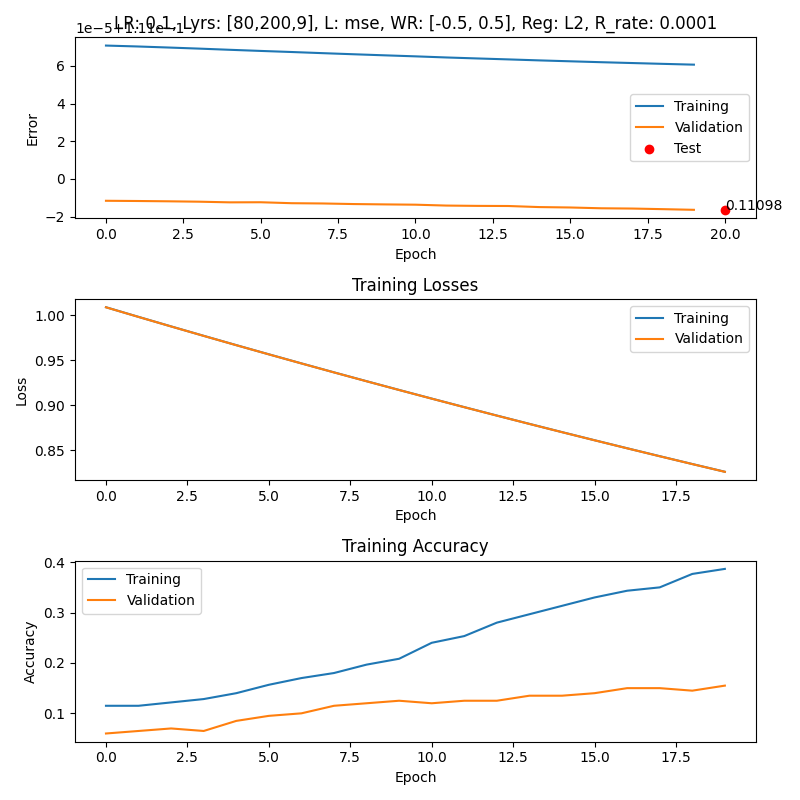 LR: 0.1, Lyrs: [80,200,9], L: mse, WR: [-0.5, 0.5], Reg: L2, R_rate: 0.0001
1e−5+1.11e−1
6
4
2
0
−2
Error
Training
Validation
Test
0.11098
0.0 2.5 5.0 7.5 10.0 12.5 15.0 17.5 20.0
Epoch
Training Losses
1.00
0.95
0.90
0.85
Loss
Training
Validation
0.0 2.5 5.0 7.5 10.0 12.5 15.0 17.5
Epoch
Training Accuracy
0.4
0.3
0.2
0.1
Accuracy
Training
Validation
0.0 2.5 5.0 7.5 10.0 12.5 15.0 17.5
Epoch